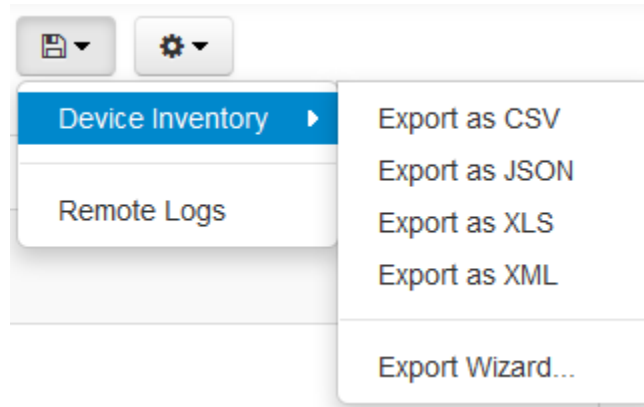 Device Inventory
Remote Logs
Export as CSV
Export as JSON
Export as XLS
Export as XML
Export Wizard...